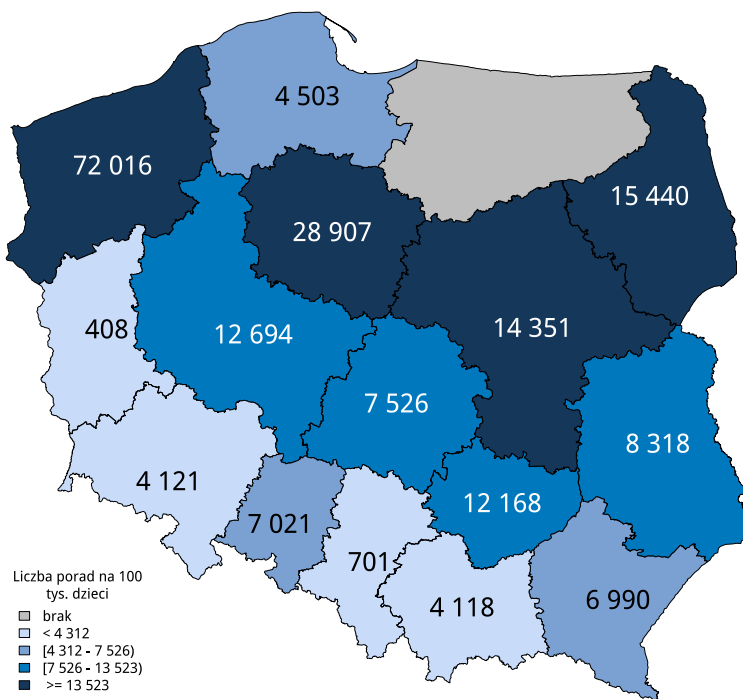 4 503
72 016
15 440
28 907
408
12 694
14 351
7 526
8 318
4 121
12 168
7 021
701
6 990
4 118
Liczba porad na 100
tys. dzieci
brak
< 4 312
[4 312 - 7 526)
[7 526 - 13 523)
>= 13 523